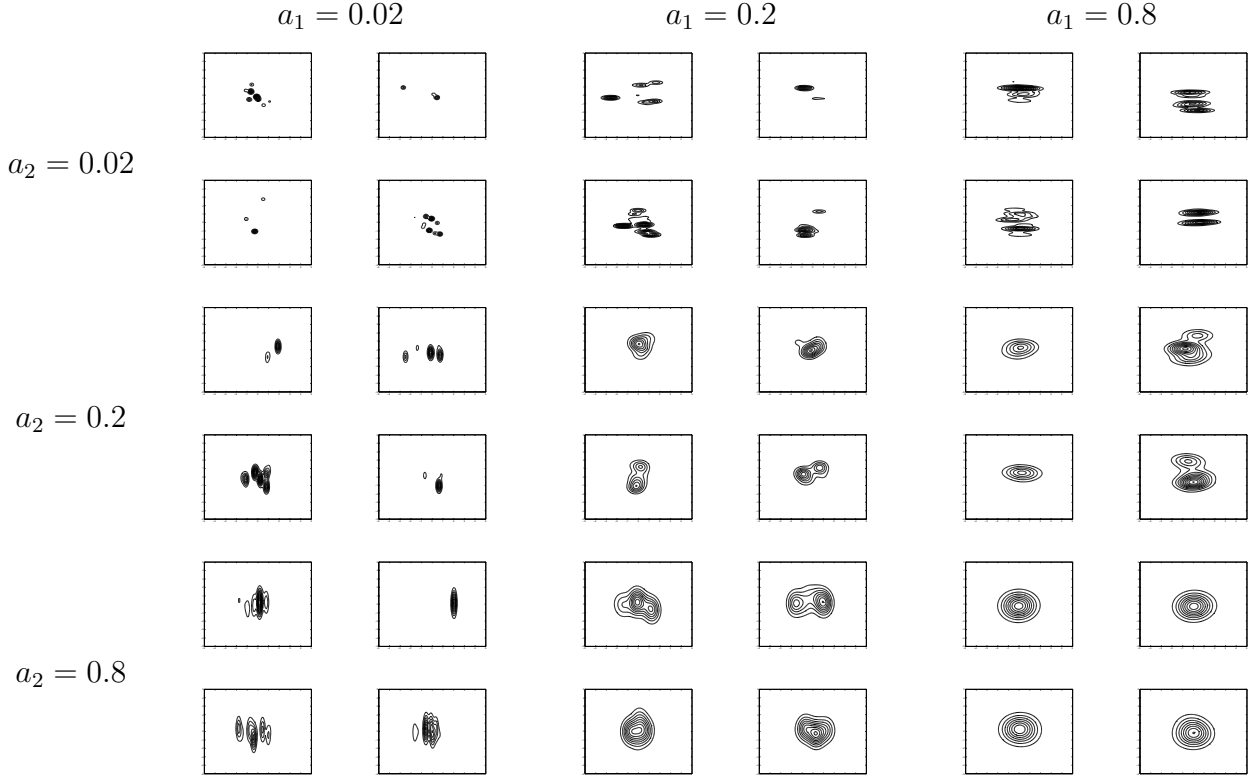 a₁ = 0.02 a₁ = 0.2 a₁ = 0.8
a₂ = 0.02
a₂ = 0.2
a₂ = 0.8